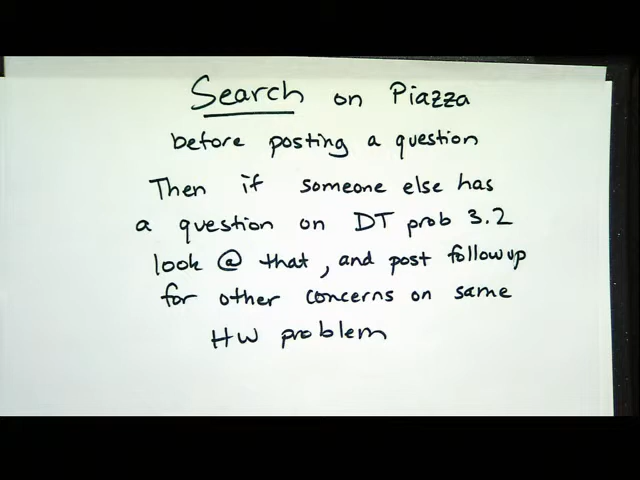 Search on Piazza
before posting a question
Then if someone else has
a question on DT prob 3.2
look @ that, and post followup
for other concerns on same
HW problem